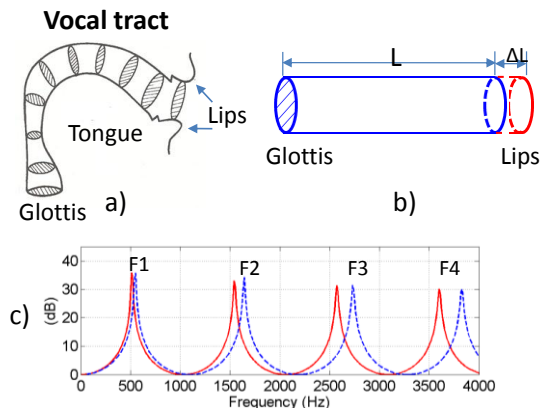 Vocal tract
Lips
Tongue
Glottis
a)
L
ΔL
Glottis
Lips
b)
c)
(dB)
40
30
20
10
0
F1
F2
F3
F4
0 500 1000 1500 2000 2500 3000 3500 4000
Frequency (Hz)